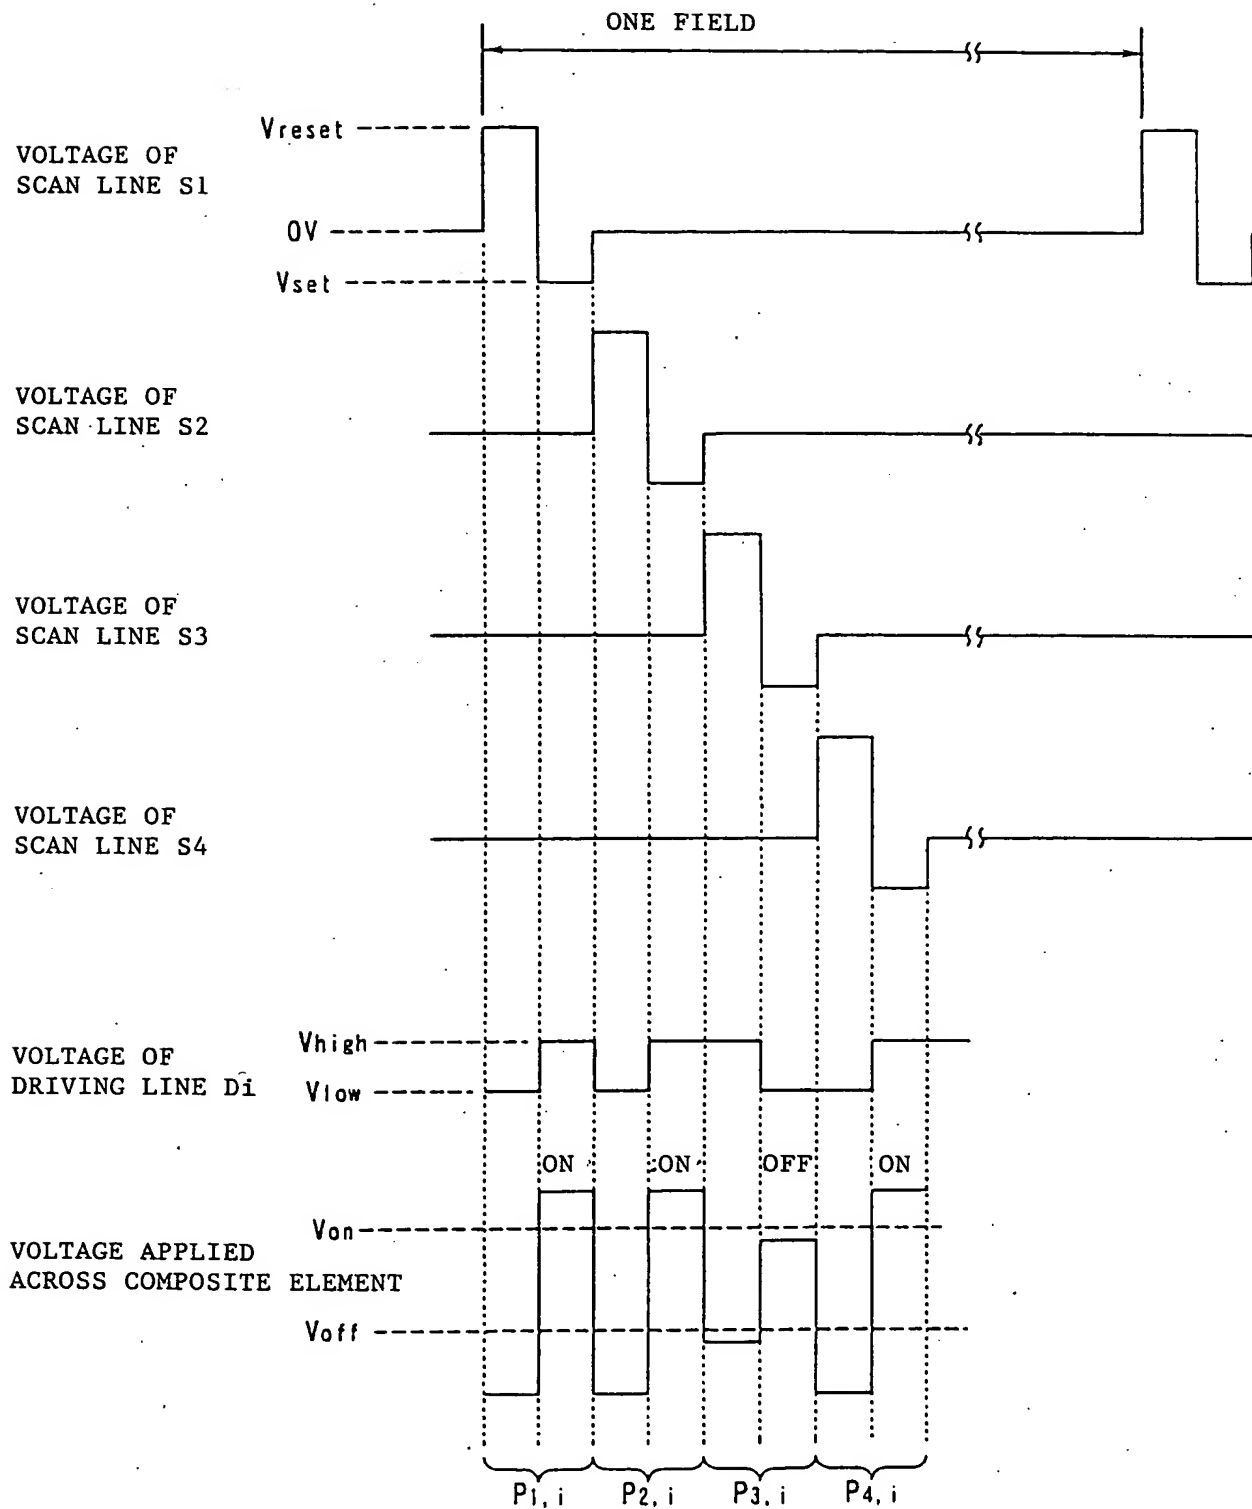 ONE FIELD
Vreset
VOLTAGE OF
SCAN LINE S1
0V
Vset
VOLTAGE OF
SCAN LINE S2
VOLTAGE OF
SCAN LINE S3
VOLTAGE OF
SCAN LINE S4
Vhigh
VOLTAGE OF
DRIVING LINE Di
Vlow
ON ON OFF ON
Von
VOLTAGE APPLIED
ACROSS COMPOSITE ELEMENT
Voff
P1, i P2, i P3, i P4, i